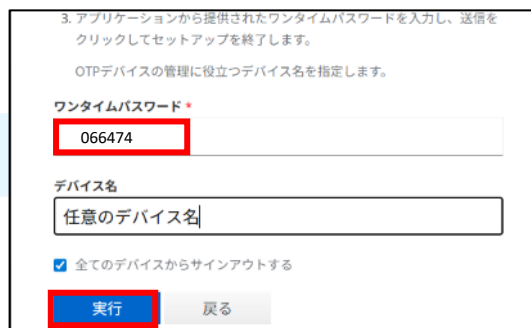 3. アプリケーションから提供されたワンタイムパスワードを入力し、送信を
クリックしてセットアップを終了します。
OTPデバイスの管理に役立つデバイス名を指定します。
ワンタイムパスワード *
066474
デバイス名
任意のデバイス名
全てのデバイスからサインアウトする
実行 戻る